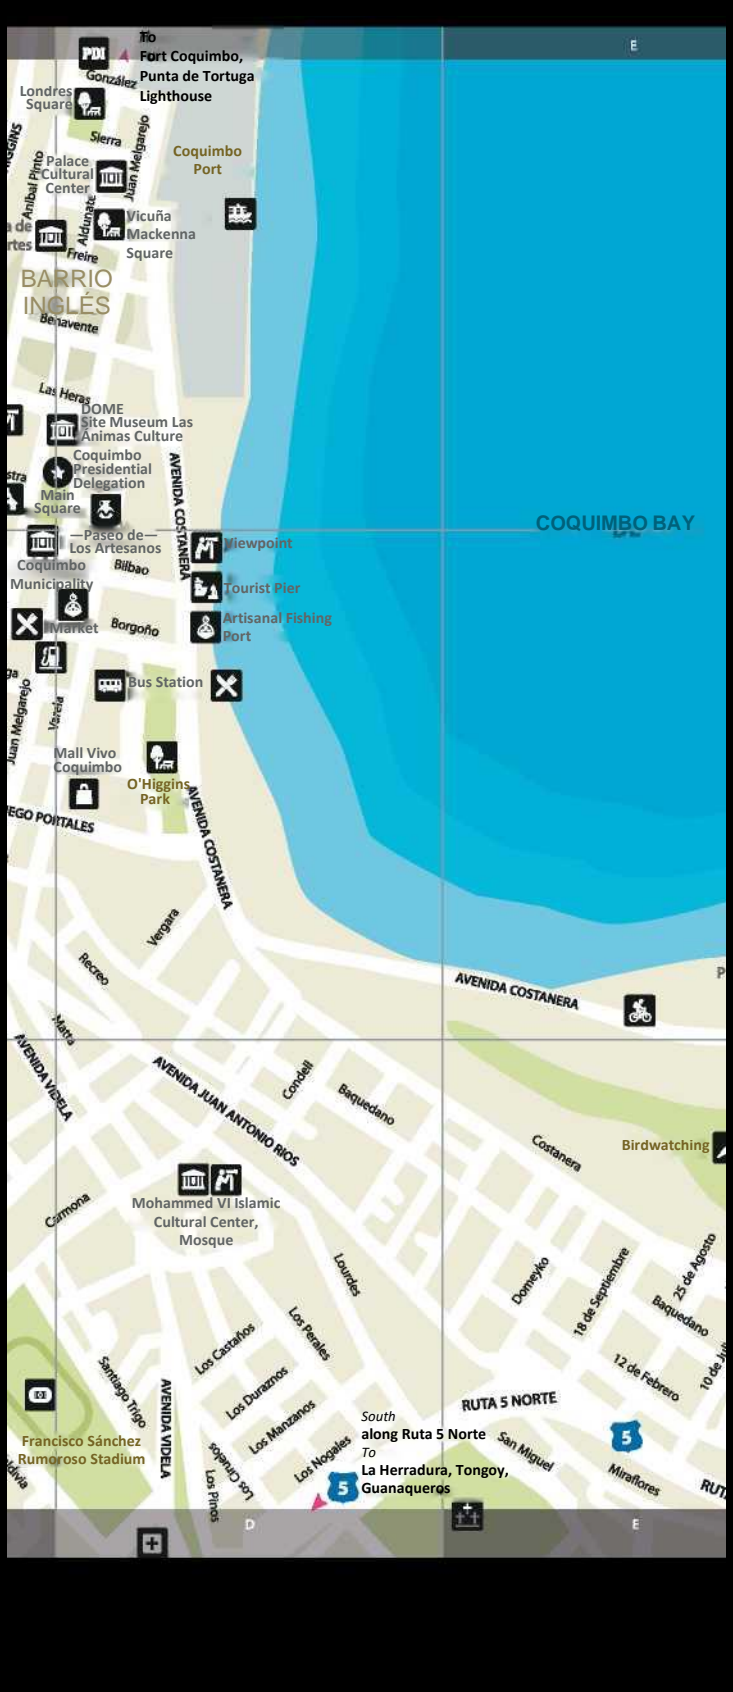 To
Fort Coquimbo,
Punta de Tortuga
Lighthouse
E
PDI
González
Londres
Square
Sierra
Juan Melgarejo
Aníbal Pinto
Palace
Cultural
Center
Coquimbo
Port
Aldunate
Vicuña
Mackenna
Square
Freire
BARRIO
INGLÉS
Benavente
Las Heras
DOME
Site Museum Las
Ánimas Culture
Coquimbo
Presidential
Delegation
AVENIDA COSTANERA
Main
Square
Paseo de
Los Artesanos
COQUIMBO BAY
Viewpoint
Coquimbo
Municipality
Bilbao
Tourist Pier
Artisanal Fishing
Port
Market
Borgoño
Bus Station
Juan Melgarejo
Varela
Mall Vivo
Coquimbo
O'Higgins
Park
AVENIDA COSTANERA
EGO PORTALES
Vergara
Recreo
AVENIDA COSTANERA
Matta
AVENIDA VIDELA
AVENIDA JUAN ANTONIO RIOS
Condell
Baquedano
Costanera
Birdwatching
Carmona
Mohammed VI Islamic
Cultural Center,
Mosque
Lourdes
Domeyko
18 de Septiembre
25 de Agosto
Baquedano
12 de Febrero
10 de Jul
Los Perales
Los Castaños
Los Duraznos
Los Manzanos
Los Nogales
Los Ciruelos
Los Pinos
Santiago Trigo
AVENIDA VIDELA
Francisco Sánchez
Rumoroso Stadium
South
along Ruta 5 Norte
To
La Herradura, Tongoy,
Guanaqueros
5
RUTA 5 NORTE
San Miguel
5
Miraflores
RUT
D
E